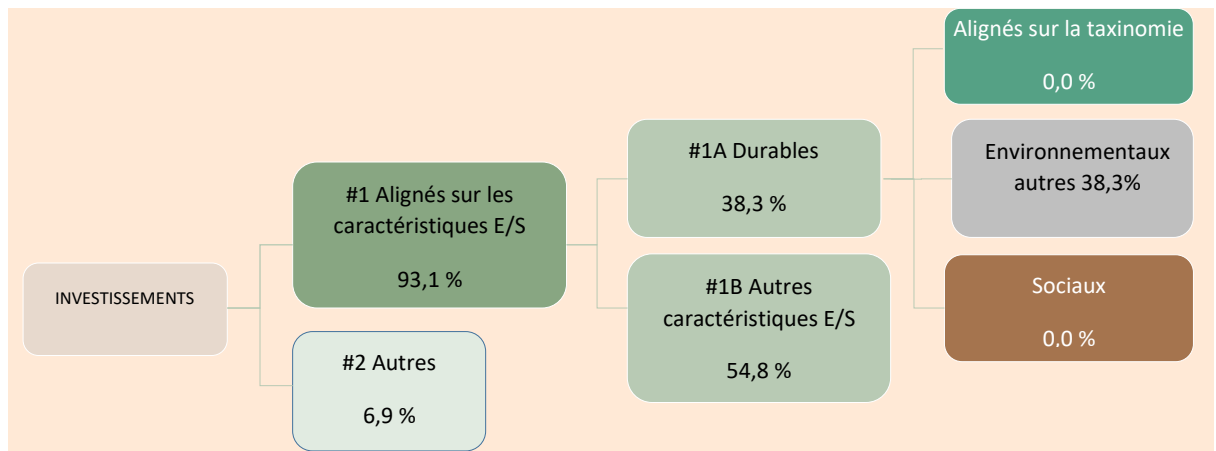 INVESTISSEMENTS
#1 Alignés sur les
caractéristiques E/S
93,1 %
#2 Autres
6,9 %
#1A Durables
38,3 %
#1B Autres
caractéristiques E/S
54,8 %
Alignés sur la taxinomie
0,0 %
Environnementaux
autres 38,3%
Sociaux
0,0 %